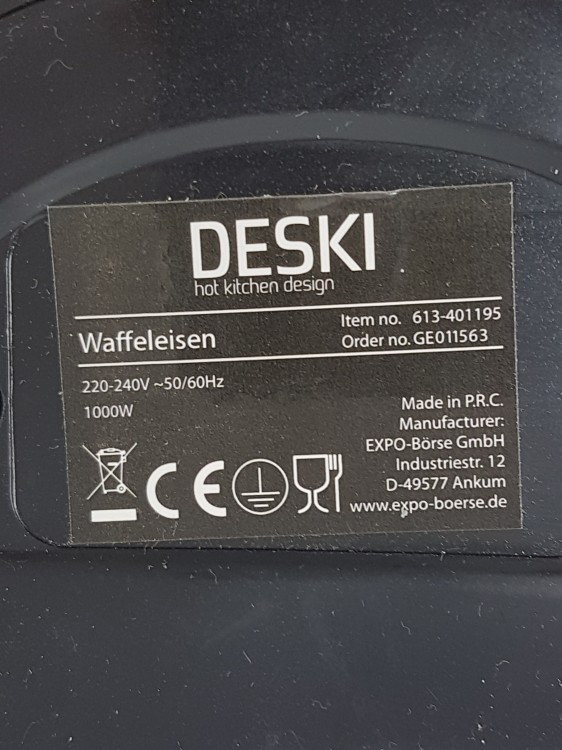 DESKI
hot kitchen design
Waffeleisen
Item no. 613-401195
Order no. GE011563
220-240V ~50/60Hz
1000W
Made in P.R.C.
Manufacturer:
EXPO-Börse GmbH
Industriestr. 12
D-49577 Ankum
www.expo-boerse.de
CE